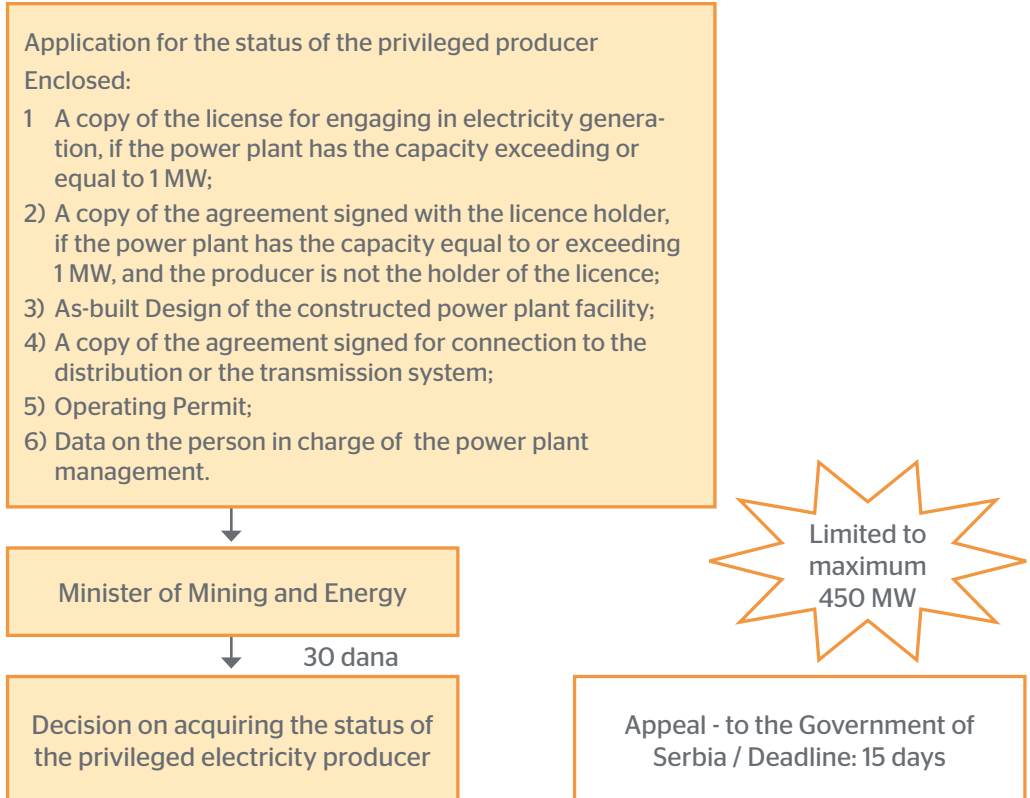 Application for the status of the privileged producer
Enclosed:
1 A copy of the license for engaging in electricity genera-
tion, if the power plant has the capacity exceeding or
equal to 1 MW;
2) A copy of the agreement signed with the licence holder,
if the power plant has the capacity equal to or exceeding
1 MW, and the producer is not the holder of the licence;
3) As-built Design of the constructed power plant facility;
4) A copy of the agreement signed for connection to the
distribution or the transmission system;
5) Operating Permit;
6) Data on the person in charge of the power plant
management.
Limited to
maximum
450 MW
Minister of Mining and Energy
30 dana
Decision on acquiring the status of
the privileged electricity producer
Appeal - to the Government of
Serbia / Deadline: 15 days